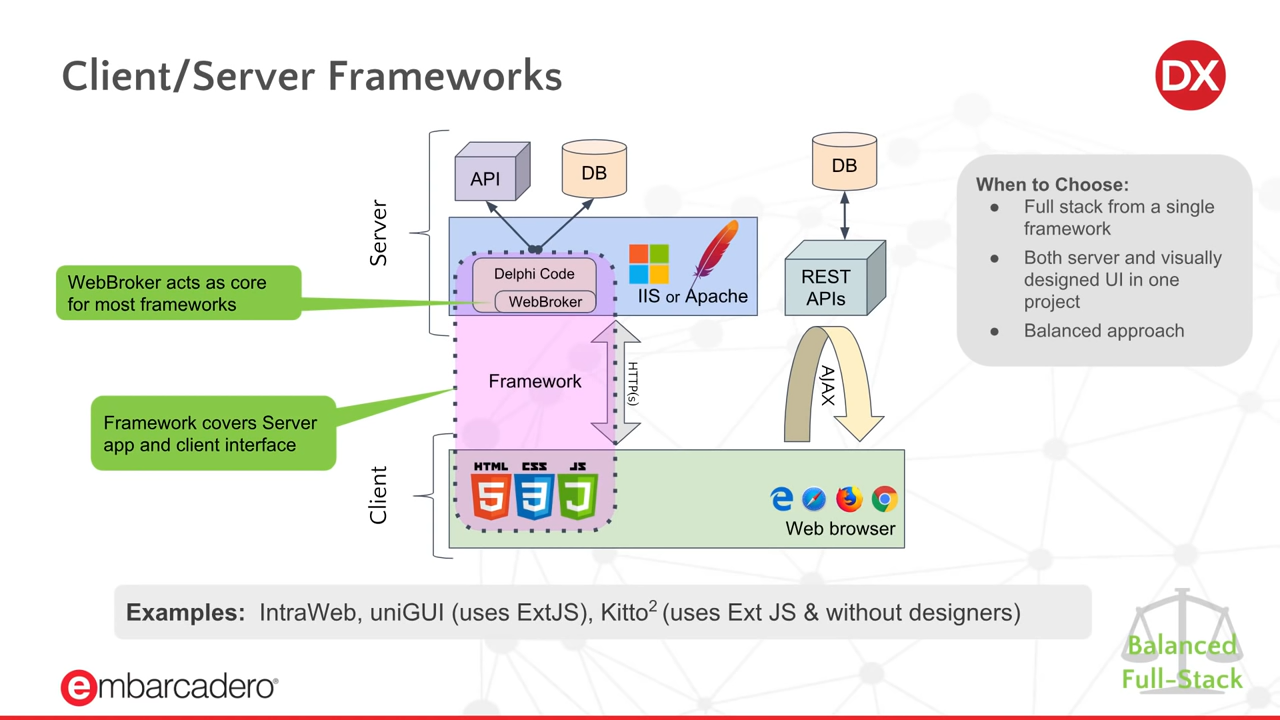 Client/Server Frameworks
DX
Server
API
DB
DB
Delphi Code
WebBroker
IIS or Apache
REST
APIs
When to Choose:
● Full stack from a single
framework
● Both server and visually
designed UI in one
project
● Balanced approach
WebBroker acts as core
for most frameworks
Framework
HTTP(s)
AJAX
Framework covers Server
app and client interface
Client
HTML
CSS
JS
5
3
Web browser
Examples: IntraWeb, uniGUI (uses ExtJS), Kitto2 (uses Ext JS & without designers)
Balanced
Full-Stack
embarcadero®